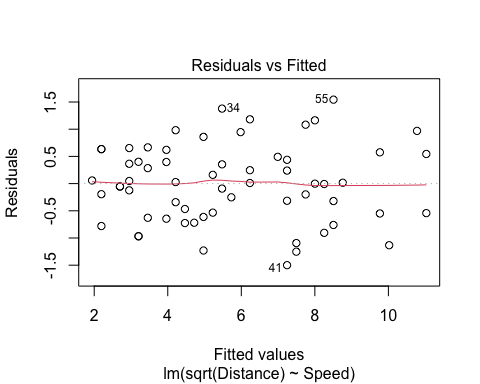 Residuals vs Fitted
Residuals
1.5
0.5
-0.5
-1.5
34
55
41
2 4 6 8 10
Fitted values
lm(sqrt(Distance) ~ Speed)